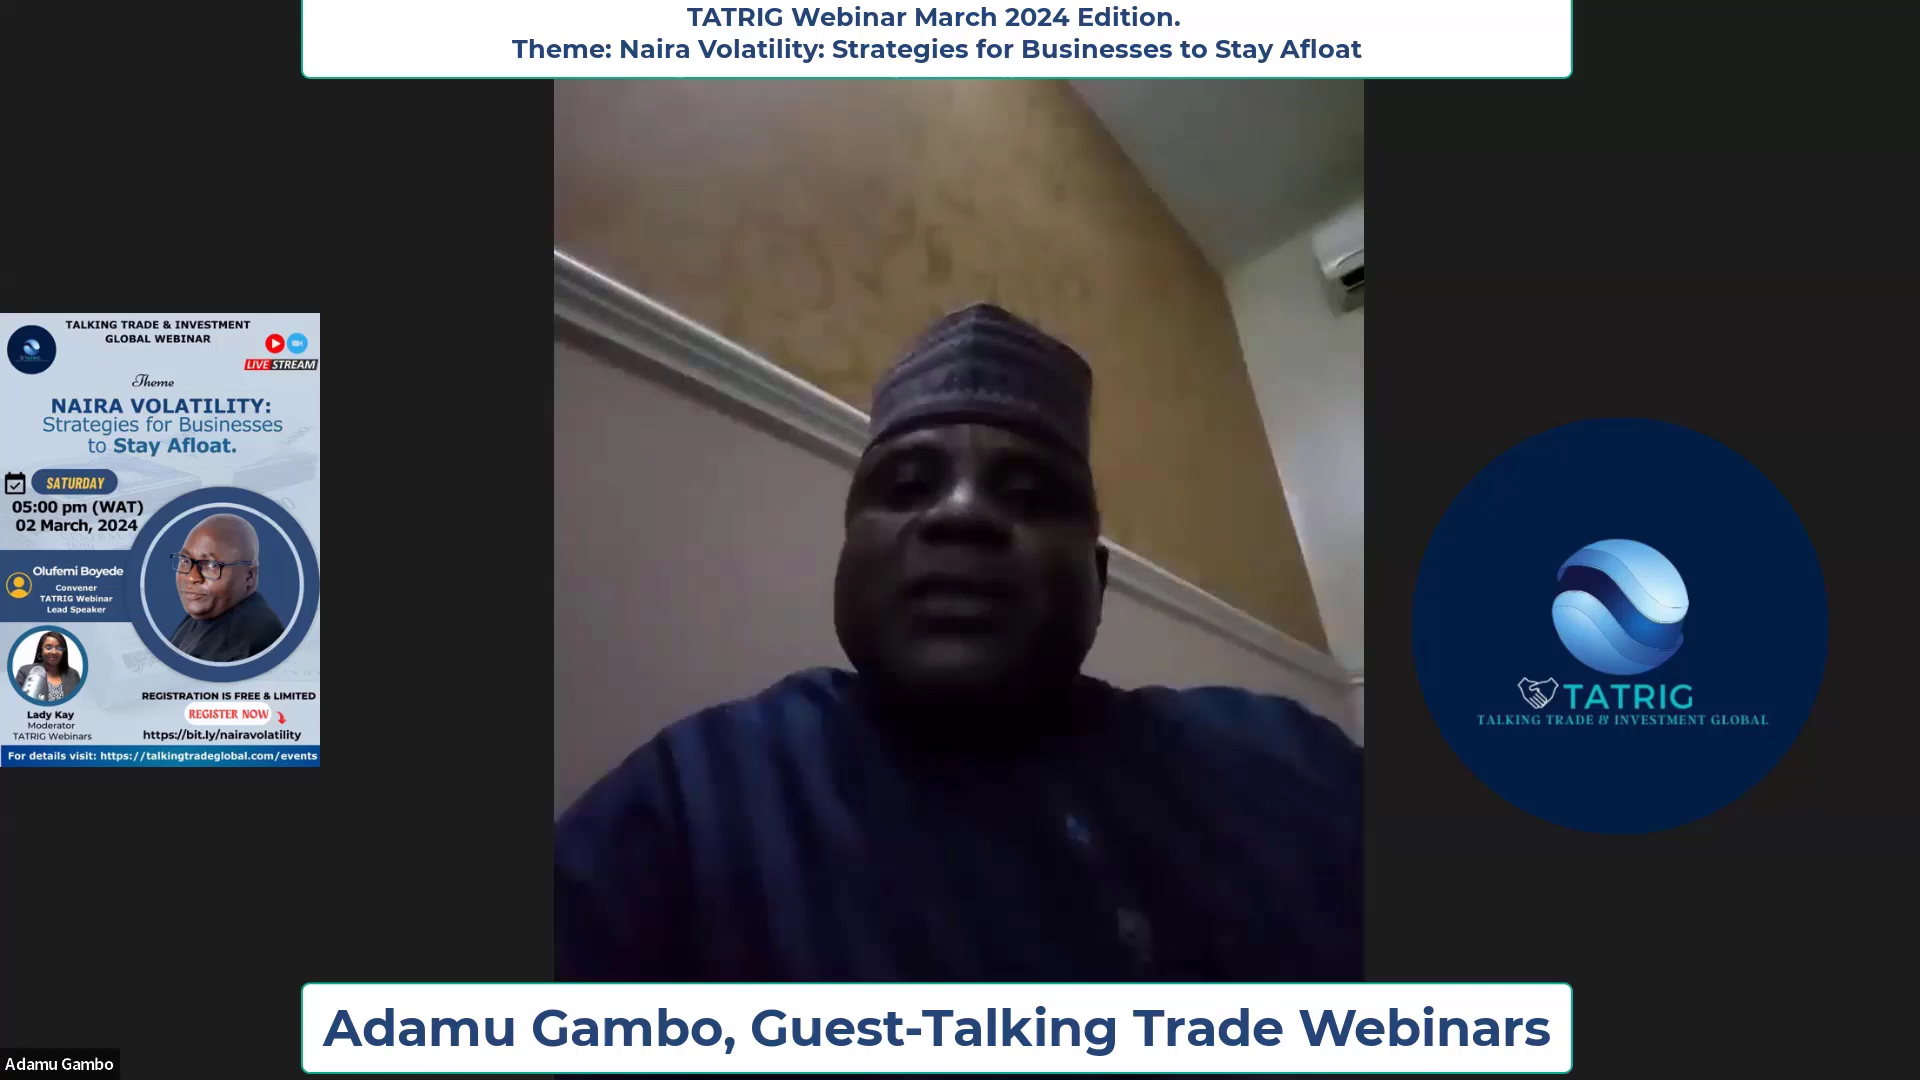 TATRIG Webinar March 2024 Edition.
Theme: Naira Volatility: Strategies for Businesses to Stay Afloat
TALKING TRADE & INVESTMENT
GLOBAL WEBINAR
LIVE STREAM
Theme
NAIRA VOLATILITY:
Strategies for Businesses
to Stay Afloat.
SATURDAY
05:00 pm (WAT)
02 March, 2024
Olufemi Boyede
Convener
TATRIG Webinar
Lead Speaker
Lady Kay
Moderator
TATRIG Webinars
REGISTRATION IS FREE & LIMITED
REGISTER NOW
https://bit.ly/nairavolatility
For details visit: https://talkingtradeglobal.com/events
TATRIG
TALKING TRADE & INVESTMENT GLOBAL
Adamu Gambo, Guest-Talking Trade Webinars
Adamu Gambo